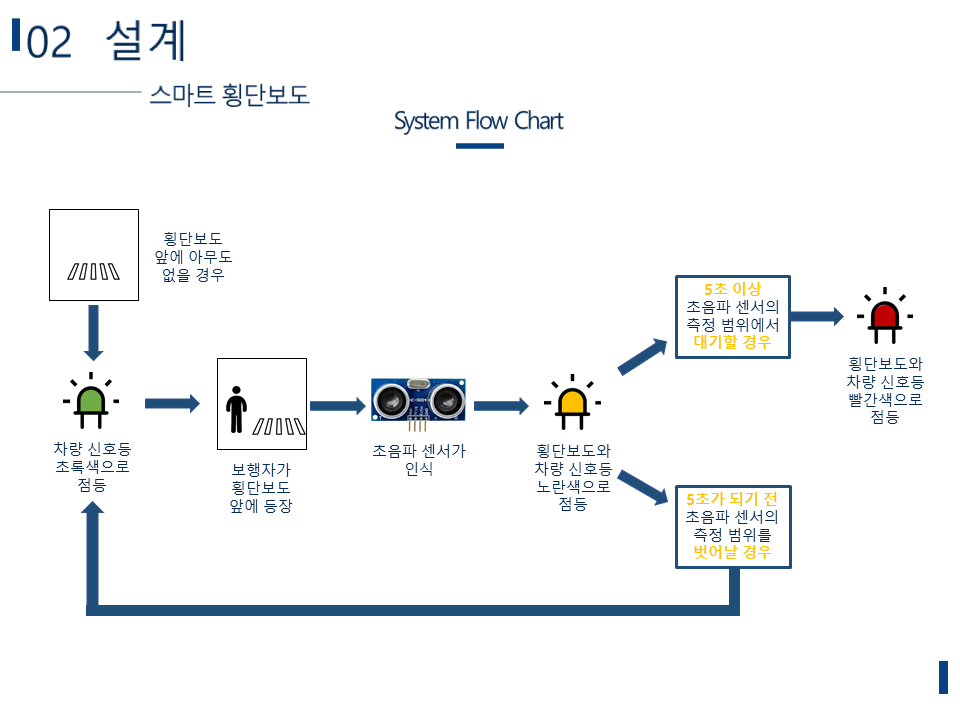 02 설계
스마트 횡단보도
System Flow Chart
횡단보도
앞에 아무도
없을 경우
차량 신호등
초록색으로
점등
보행자가
횡단보도
앞에 등장
초음파 센서가
인식
횡단보도와
차량 신호등
노란색으로
점등
5초 이상
초음파 센서의
측정 범위에서
대기할 경우
횡단보도와
차량 신호등
빨간색으로
점등
5초가 되기 전
초음파 센서의
측정 범위를
벗어날 경우